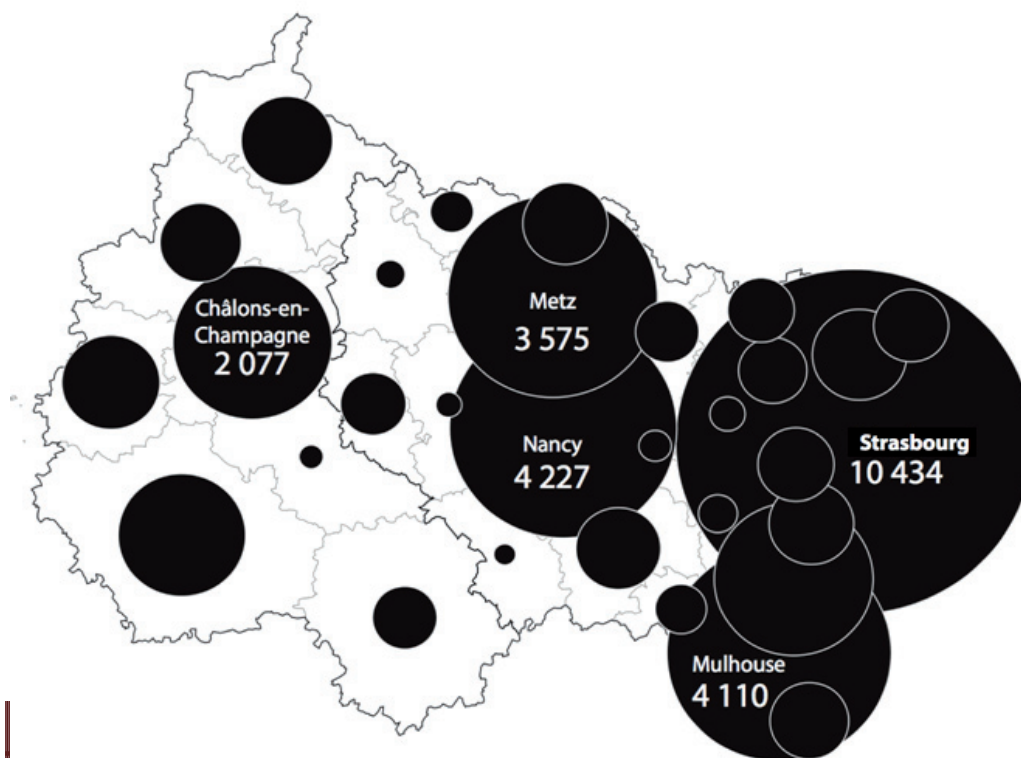 Châlons-en-
Champagne
2 077
Metz
3 575
Nancy
4 227
Strasbourg
10 434
Mulhouse
4 110